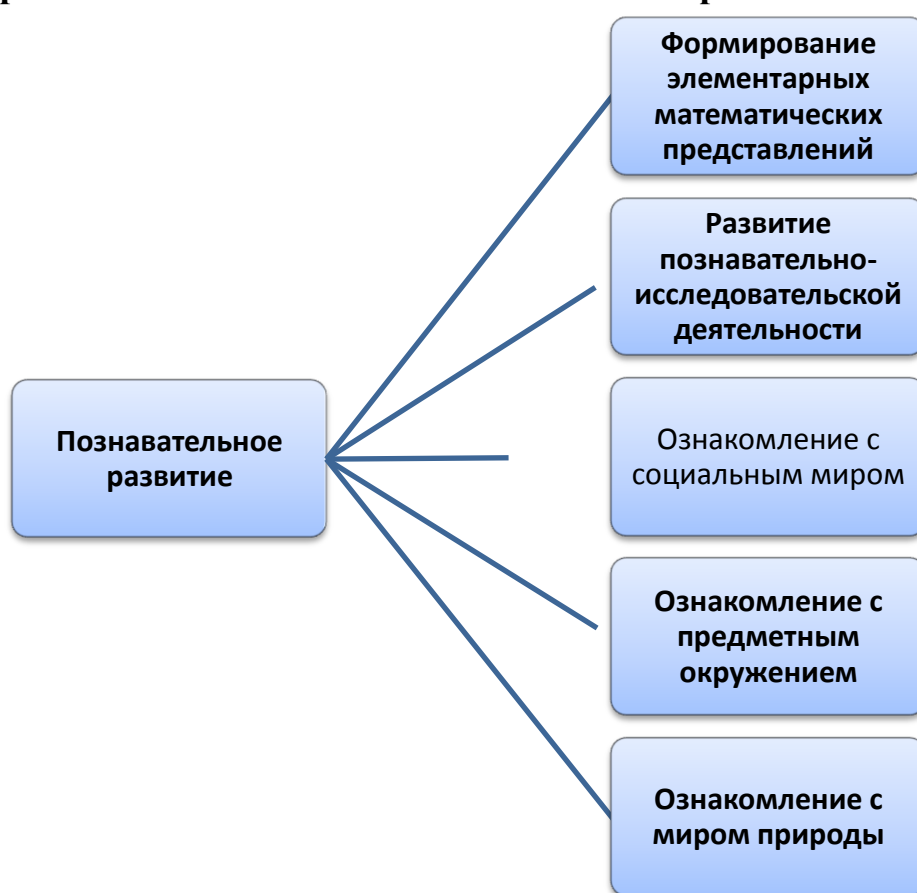 Формирование
элементарных
математических
представлений
Развитие
познавательно-
исследовательской
деятельности
Познавательное
развитие
Ознакомление с
социальным миром
Ознакомление с
предметным
окружением
Ознакомление с
миром природы